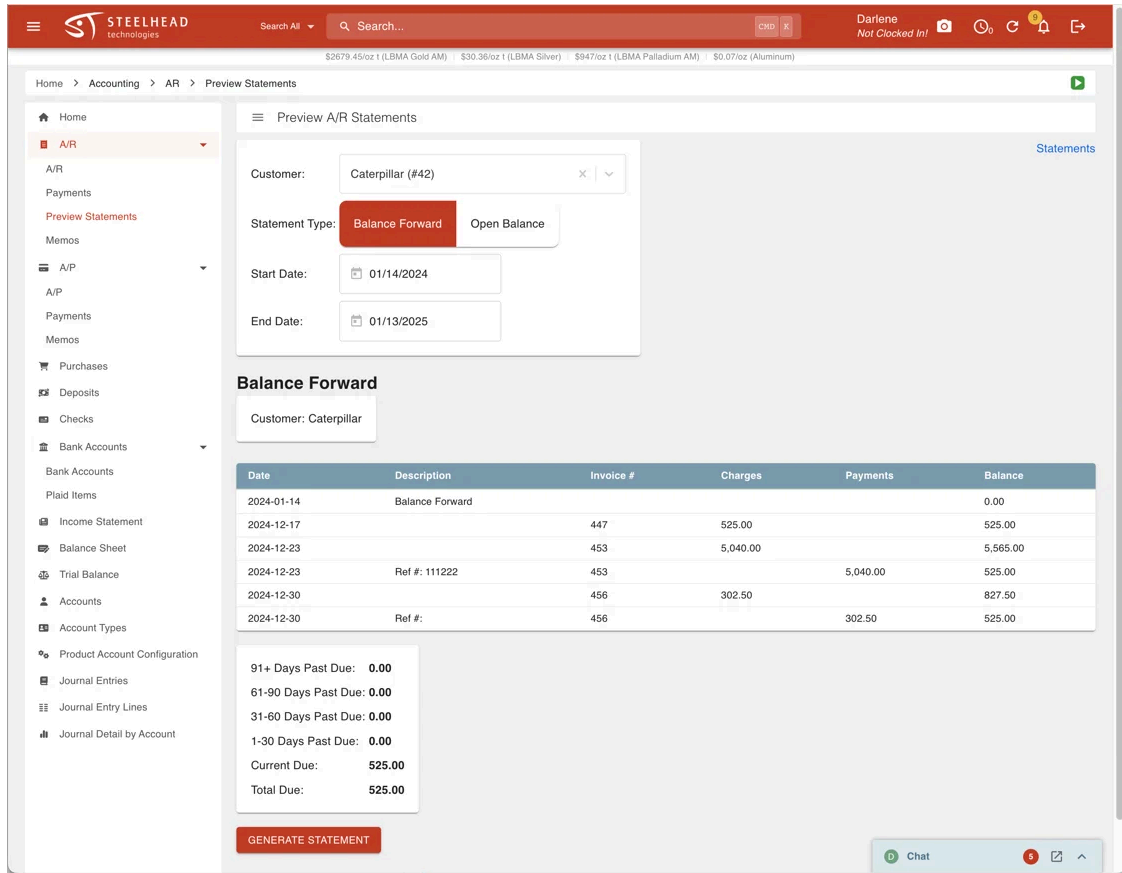 STEELHEAD
technologies
Search All
Search...
CMD K
Darlene
Not Clocked In!
0
9
$2679.45/oz t (LBMA Gold AM) $30.36/oz t (LBMA Silver) $947/oz t (LBMA Palladium AM) $0.07/oz (Aluminum)
Home > Accounting > AR > Preview Statements
Home
A/R
A/R
Payments
Preview Statements
Memos
A/P
A/P
Payments
Memos
Purchases
Deposits
Checks
Bank Accounts
Bank Accounts
Plaid Items
Income Statement
Balance Sheet
Trial Balance
Accounts
Account Types
Product Account Configuration
Journal Entries
Journal Entry Lines
Journal Detail by Account
Preview A/R Statements
Statements
Customer: Caterpillar (#42)
Statement Type: Balance Forward Open Balance
Start Date: 01/14/2024
End Date: 01/13/2025
Balance Forward
Customer: Caterpillar
Date Description Invoice # Charges Payments Balance
2024-01-14 Balance Forward 0.00
2024-12-17 447 525.00 525.00
2024-12-23 453 5,040.00 5,565.00
2024-12-23 Ref #: 111222 453 5,040.00 525.00
2024-12-30 456 302.50 827.50
2024-12-30 Ref #: 456 302.50 525.00
91+ Days Past Due: 0.00
61-90 Days Past Due: 0.00
31-60 Days Past Due: 0.00
1-30 Days Past Due: 0.00
Current Due: 525.00
Total Due: 525.00
GENERATE STATEMENT
D Chat 5